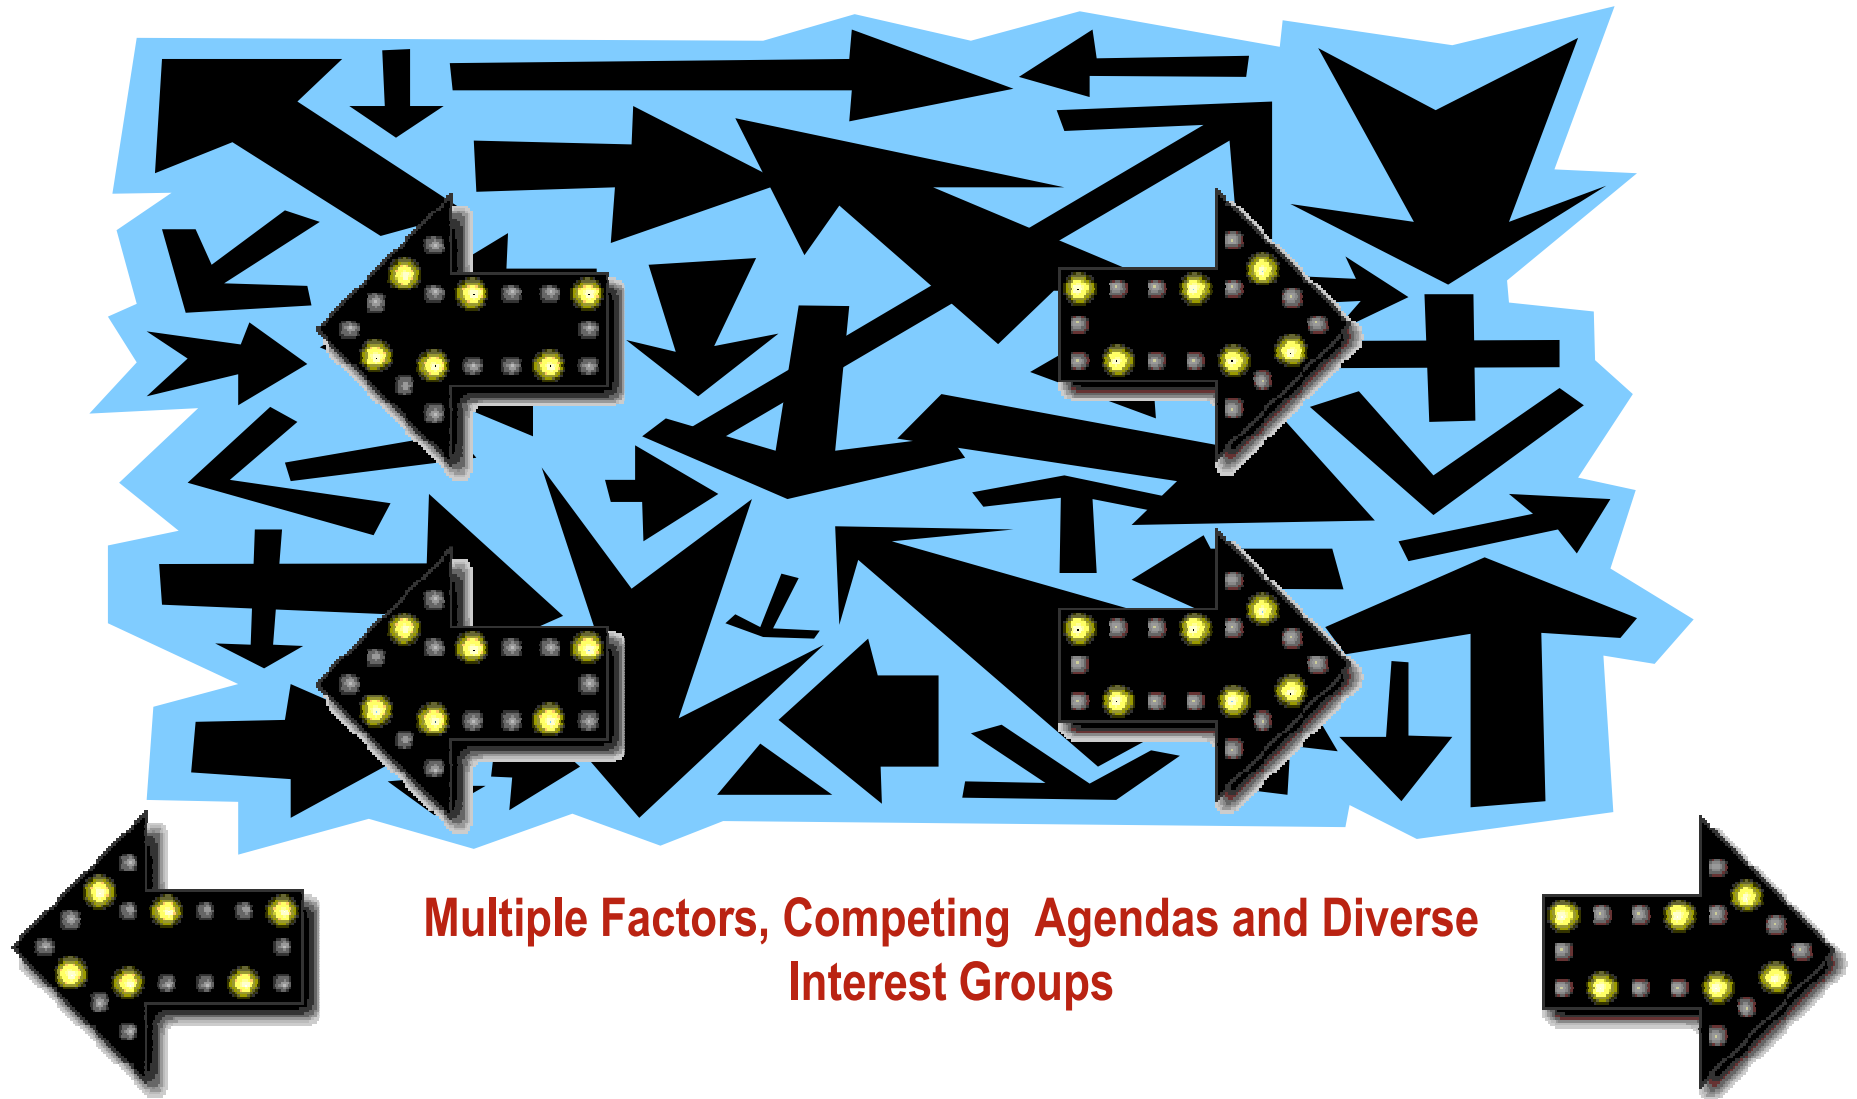 Multiple Factors, Competing  Agendas and Diverse
Interest Groups